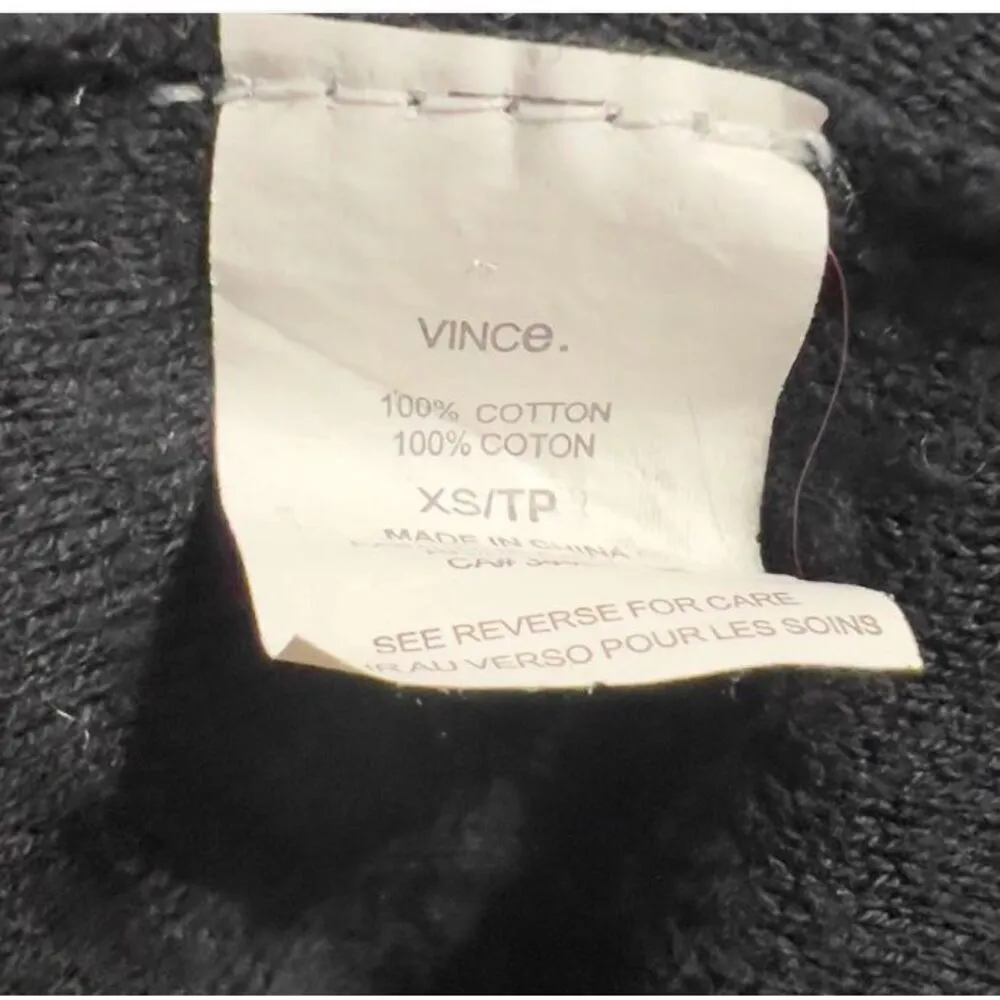 VINCe.
100% COTTON
100% COTON
XS/TP
MADE IN CHINA
CA#
SEE REVERSE FOR CARE
AU VERSO POUR LES SOINS